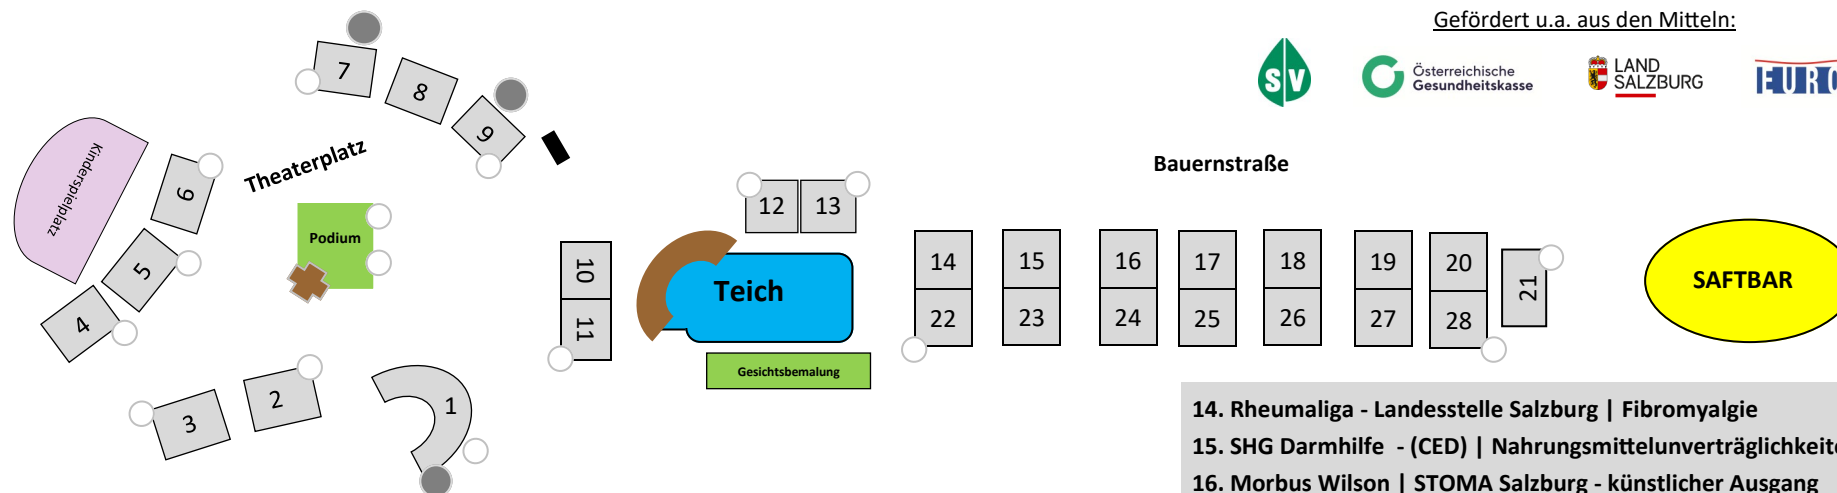 Gefördert u.a. aus den Mitteln:
SV
Österreichische
Gesundheitskasse
LAND
SALZBURG
7
8
9
Theaterplatz
Bauernstraße
Kinderspielplatz
6
5
4
Podium
12
13
10
11
Teich
Gesichtsbemalung
14
15
16
17
18
19
20
21
22
23
24
25
26
27
28
SAFTBAR
3
2
1
14. Rheumaliga - Landesstelle Salzburg | Fibromyalgie
15. SHG Darmhilfe - (CED) | Nahrungsmittelunverträglichkeite
16. Morbus Wilson | STOMA Salzburg - künstlicher Ausgang